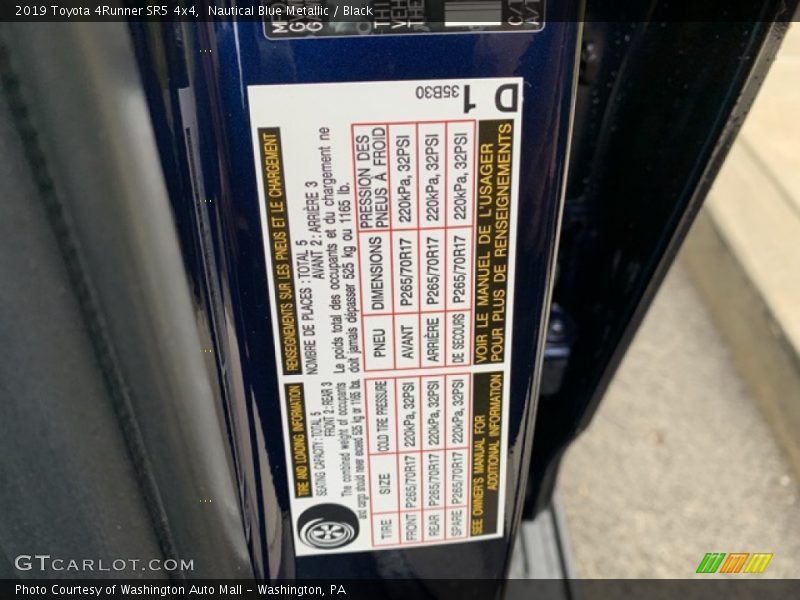 2019 Toyota 4Runner SR5 4x4, Nautical Blue Metallic / Black
TIRE AND LOADING INFORMATION
SEATING CAPACITY : TOTAL 5
FRONT 2 : REAR 3
The combined weight of occupants
and cargo should never exceed 525 kg or 1165 lbs.
TIRE SIZE COLD TIRE PRESSURE
FRONT P265/70R17 220kPa, 32PSI
REAR P265/70R17 220kPa, 32PSI
SPARE P265/70R17 220kPa, 32PSI
SEE OWNER'S MANUAL FOR
ADDITIONAL INFORMATION
RENSEIGNEMENTS SUR LES PNEUS ET LE CHARGEMENT
NOMBRE DE PLACES : TOTAL 5
AVANT 2 : ARRIÈRE 3
Le poids total des occupants et du chargement ne
doit jamais dépasser 525 kg ou 1165 lb.
PNEU DIMENSIONS PRESSION DES
PNEUS À FROID
AVANT P265/70R17 220kPa, 32PSI
ARRIÈRE P265/70R17 220kPa, 32PSI
DE SECOURS P265/70R17 220kPa, 32PSI
VOIR LE MANUEL DE L'USAGER
POUR PLUS DE RENSEIGNEMENTS
35B30
D1
GTCARLOT.COM
Photo Courtesy of Washington Auto Mall - Washington, PA